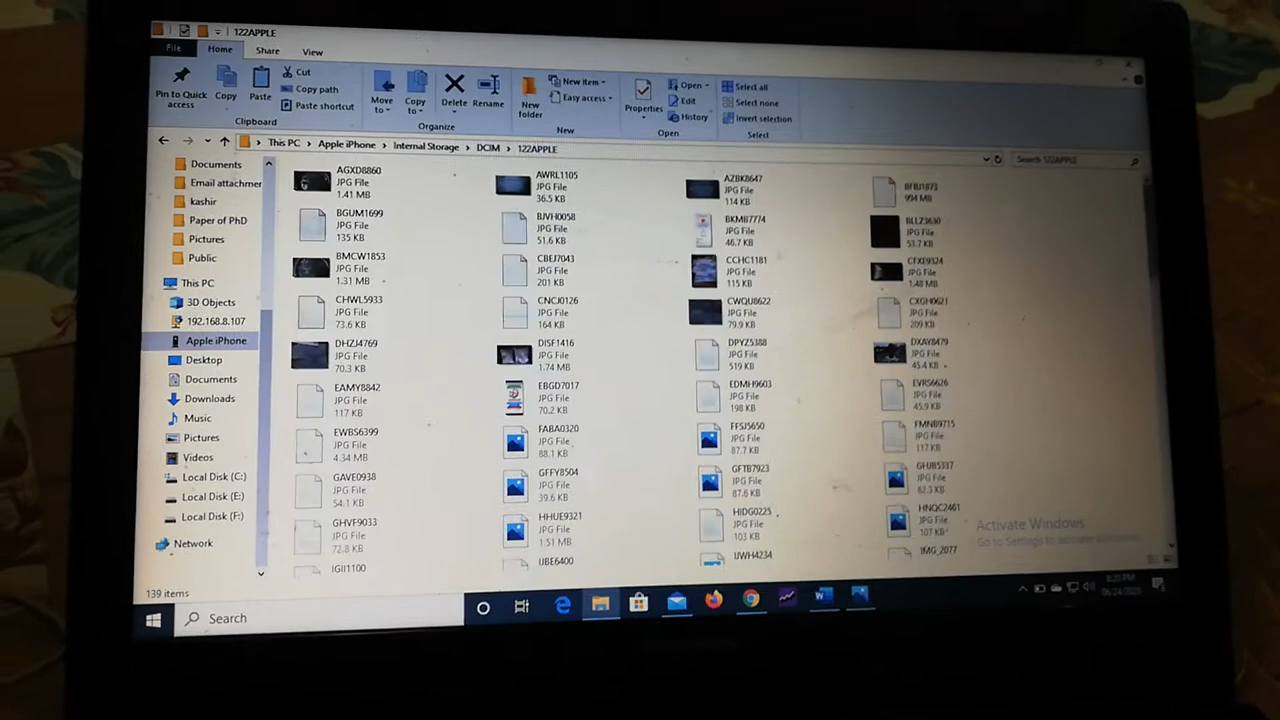 122APPLE
File Home Share View
Pin to Quick access
Copy
Paste
Cut
Copy path
Paste shortcut
Clipboard
Move to
Copy to
Delete
Rename
Organize
New folder
New item
Easy access
New
Properties
Open
Edit
History
Open
Select all
Select none
Invert selection
Select
This PC > Apple iPhone > Internal Storage > DCIM > 122APPLE
Search 122APPLE
Documents
Email attachmer
kashir
Paper of PhD
Pictures
Public
This PC
3D Objects
192.168.8.107
Apple iPhone
Desktop
Documents
Downloads
Music
Pictures
Videos
Local Disk (C:)
Local Disk (E:)
Local Disk (F:)
Network
AGXD8860
JPG File
1.41 MB
AWRL1105
JPG File
36.5 KB
AZBK8647
JPG File
114 KB
994 MB
BGUM1699
JPG File
135 KB
BJVH0058
JPG File
51.6 KB
BKMB7774
JPG File
46.7 KB
BLLZ3630
JPG File
53.7 KB
BMCW1853
JPG File
1.31 MB
CBEJ7043
JPG File
201 KB
CCHC1181
JPG File
115 KB
CFXE9324
JPG File
1.48 MB
CHWL5933
JPG File
73.6 KB
CNCJ0126
JPG File
164 KB
CWQU8622
JPG File
79.9 KB
CXGH0621
JPG File
209 KB
DHZJ4769
JPG File
70.3 KB
DISF1416
JPG File
1.74 MB
DPYZ5388
JPG File
519 KB
DXAY8479
JPG File
45.4 KB
EAMY8842
JPG File
117 KB
EBGD7017
JPG File
70.2 KB
EDMH9603
JPG File
198 KB
EVRS6626
JPG File
45.9 KB
EWBS6399
JPG File
4.34 MB
FABA0320
JPG File
88.1 KB
FFSJ5650
JPG File
87.7 KB
FMNB9715
JPG File
117 KB
GAVE0938
JPG File
54.1 KB
GFFY8504
JPG File
39.6 KB
GFTB7923
JPG File
87.6 KB
GHJB5337
JPG File
62.3 KB
GHVF9033
JPG File
72.8 KB
HHUE9321
JPG File
1.51 MB
HIDG0225
JPG File
103 KB
HNQC2461
JPG File
107 KB
IGII1100
IJBE6400
IJWH4234
IMG_2077
Activate Windows
Go to Settings to activate
139 items
Search
8:20 PM